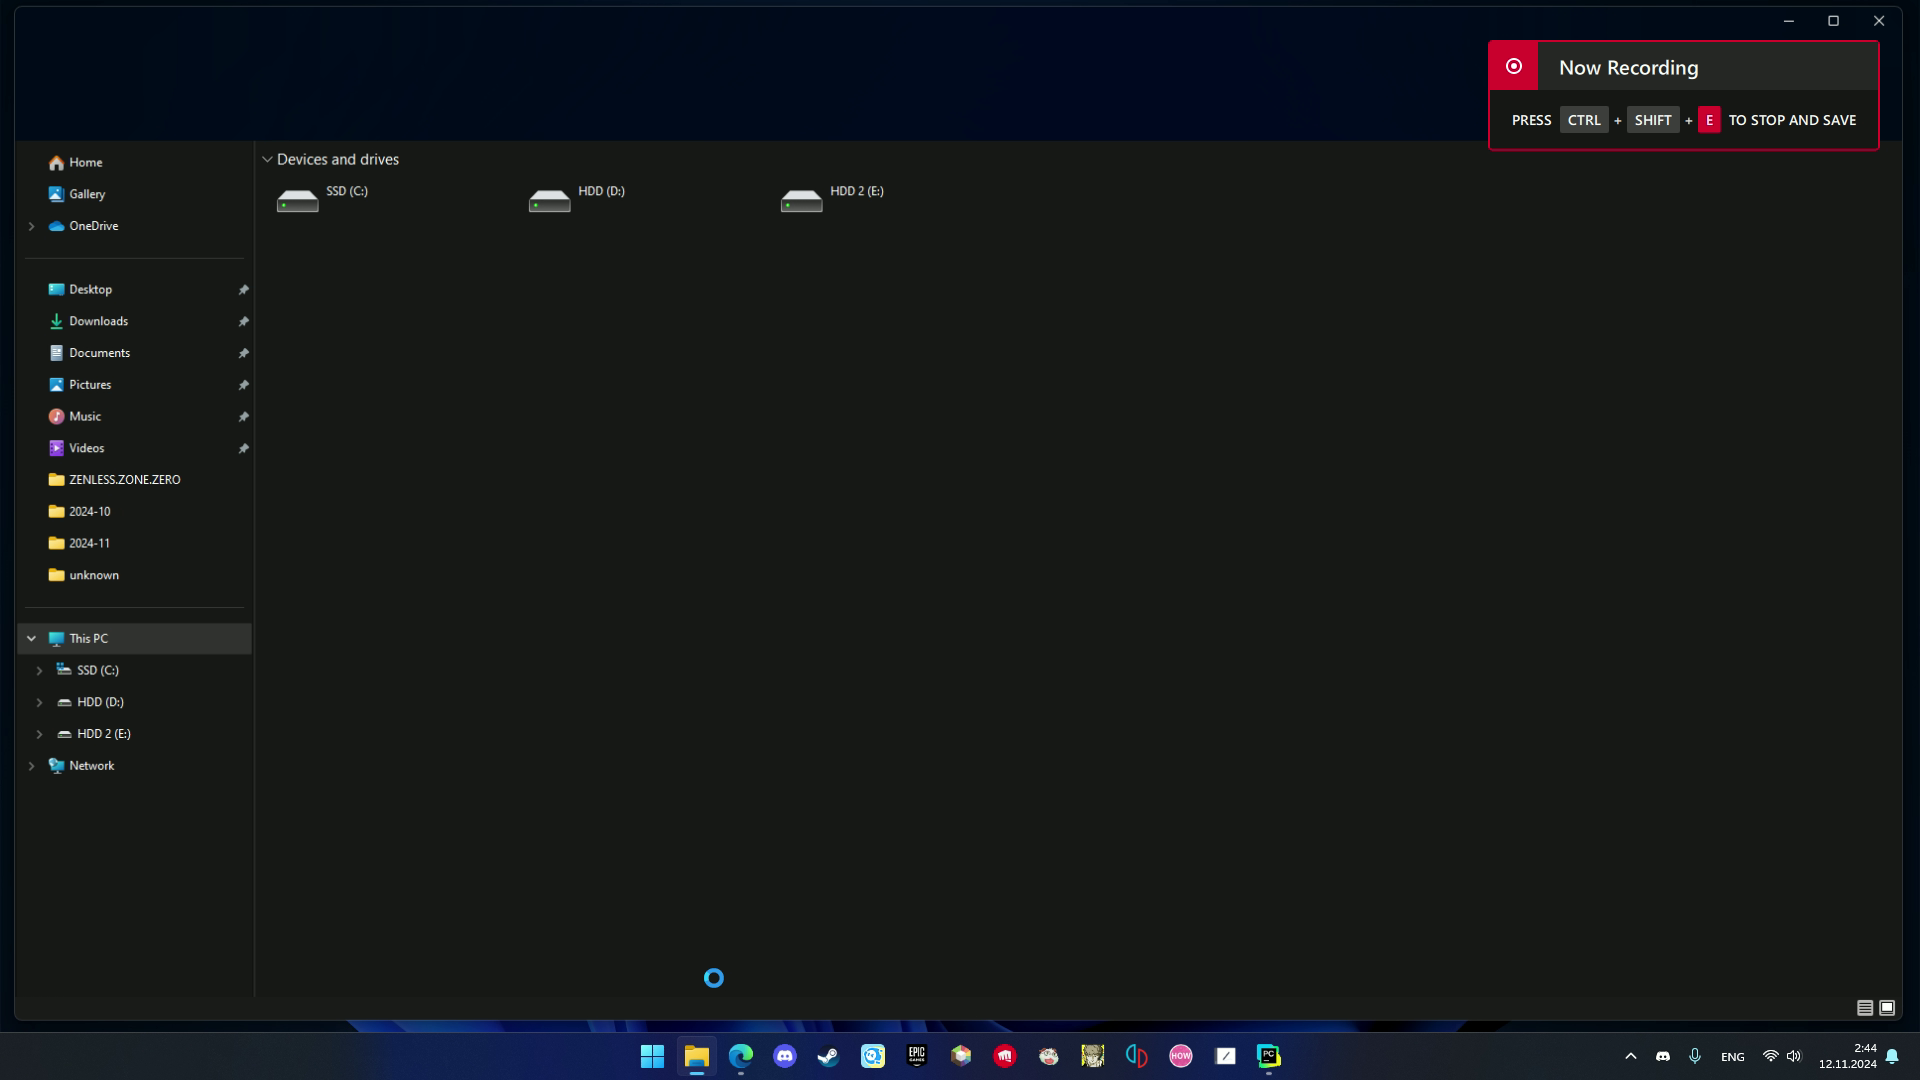 Now Recording
PRESS CTRL + SHIFT + E TO STOP AND SAVE
Home
Gallery
OneDrive
Desktop
Downloads
Documents
Pictures
Music
Videos
ZENLESS.ZONE.ZERO
2024-10
2024-11
unknown
This PC
SSD (C:)
HDD (D:)
HDD 2 (E:)
Network
Devices and drives
SSD (C:)
HDD (D:)
HDD 2 (E:)
EPIC
GAMES
HOW
PC
ENG
2:44
12.11.2024